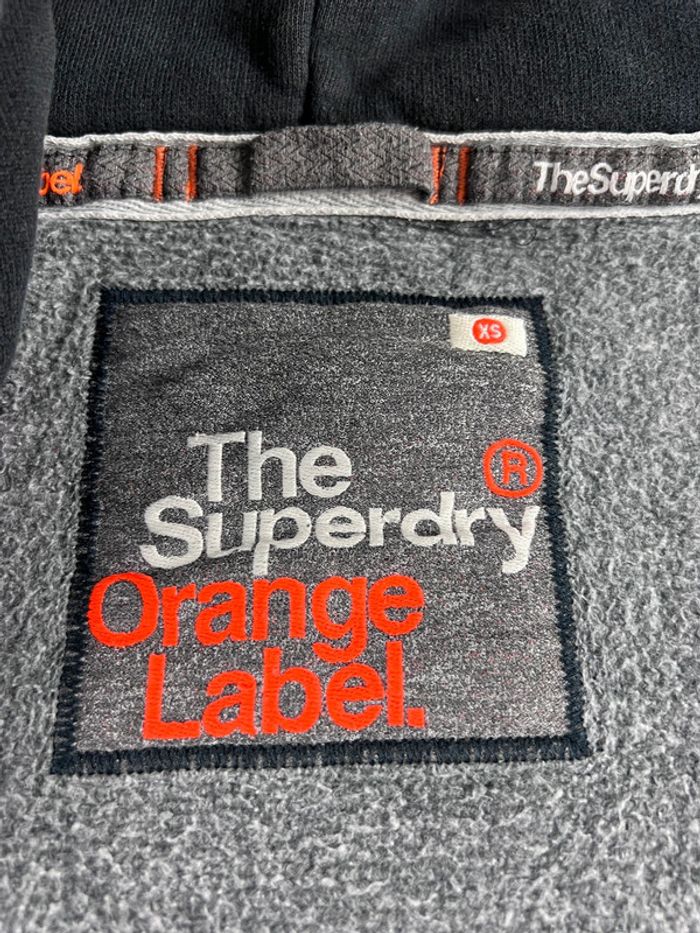 bel.
TheSuperdr
XS
The
®
Superdry
Orange
Label.